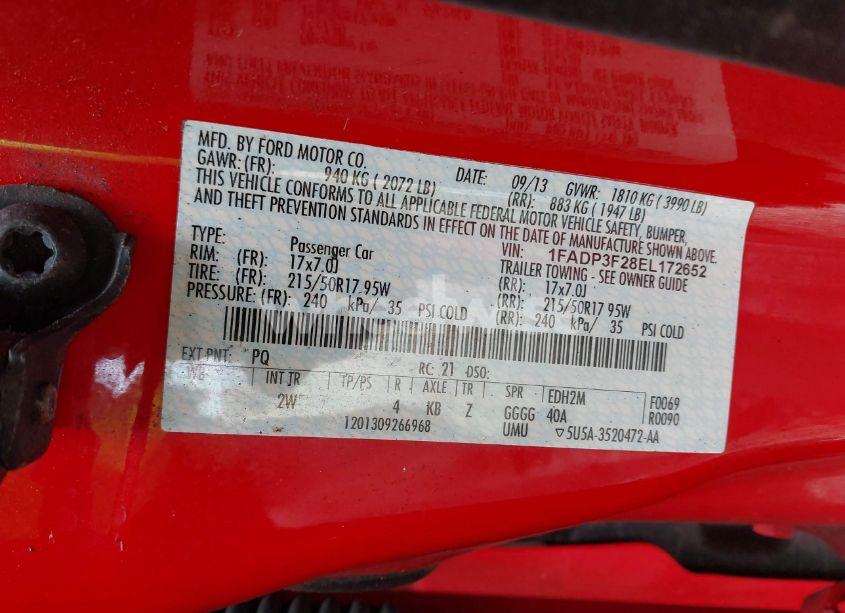 MFD. BY FORD MOTOR CO.
DATE: 09/13 GVWR: 1810 KG ( 3990 LB)
GAWR: (FR): 940 KG ( 2072 LB) (RR): 883 KG ( 1947 LB)
THIS VEHICLE CONFORMS TO ALL APPLICABLE FEDERAL MOTOR VEHICLE SAFETY, BUMPER,
AND THEFT PREVENTION STANDARDS IN EFFECT ON THE DATE OF MANUFACTURE SHOWN ABOVE.
VIN: 1FADP3F28EL172652
TYPE: Passenger Car TRAILER TOWING - SEE OWNER GUIDE
RIM: (FR): 17x7.0J (RR): 17x7.0J
TIRE: (FR): 215/50R17 95W (RR): 215/50R17 95W
PRESSURE: (FR): 240 kPa/ 35 PSI COLD (RR): 240 kPa/ 35 PSI COLD
EXT PNT: PQ RC: 21 DSO:
WB INT TR TP/PS R AXLE TR SPR EDH2M F0069
2W 4 KB Z GGGG 40A R0090
1201309266968 UMU ▽5U5A-3520472-AA